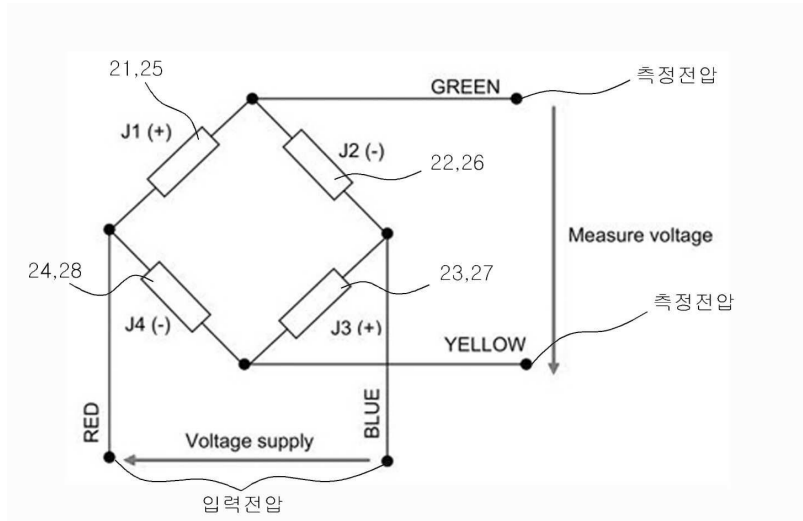 21,25
GREEN
측정전압
J1 (+)
J2 (-)
22,26
Measure voltage
24,28
23,27
측정전압
J4 (-)
J3 (+)
YELLOW
RED
BLUE
Voltage supply
입력전압